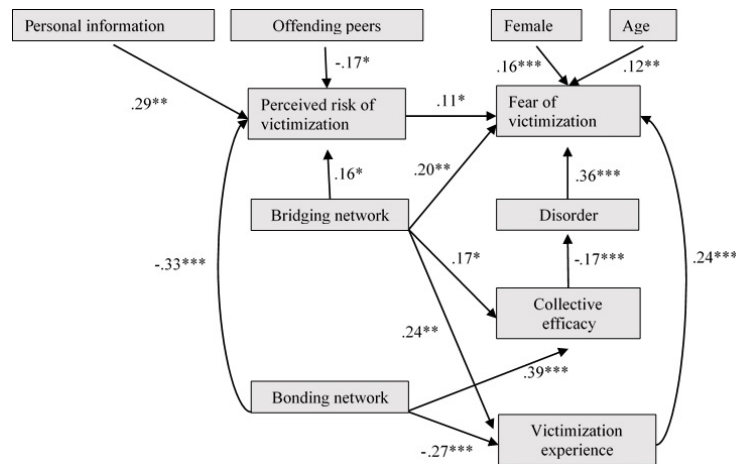 Personal information
Offending peers
Female
Age
-.17*
.16***
.12**
.29**
Perceived risk of
victimization
.11*
Fear of
victimization
.16*
.20**
.36***
Bridging network
Disorder
-.33***
.17*
-.17***
.24***
Collective
efficacy
.24**
.39***
Bonding network
Victimization
experience
-.27***